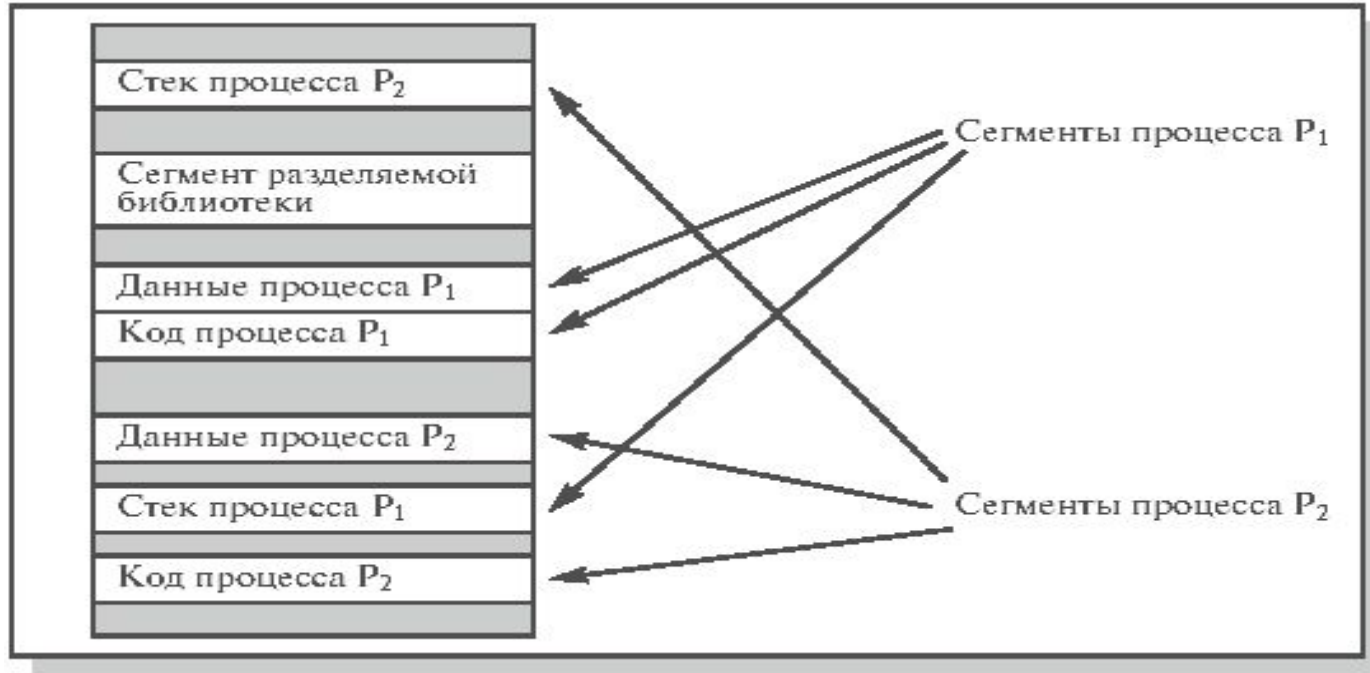 Стек процесса P₂
Сегмент разделяемой
библиотеки
Данные процесса P₁
Код процесса P₁
Данные процесса P₂
Стек процесса P₁
Код процесса P₂
Сегменты процесса P₁
Сегменты процесса P₂